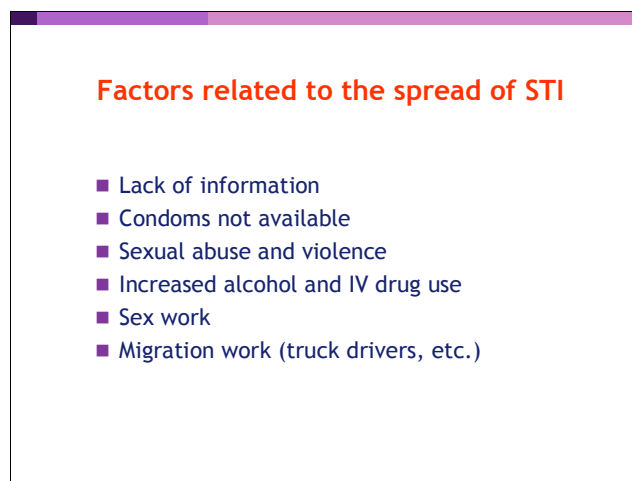 Factors related to the spread of STI
■ Lack of information
■ Condoms not available
■ Sexual abuse and violence
■ Increased alcohol and IV drug use
■ Sex work
■ Migration work (truck drivers, etc.)